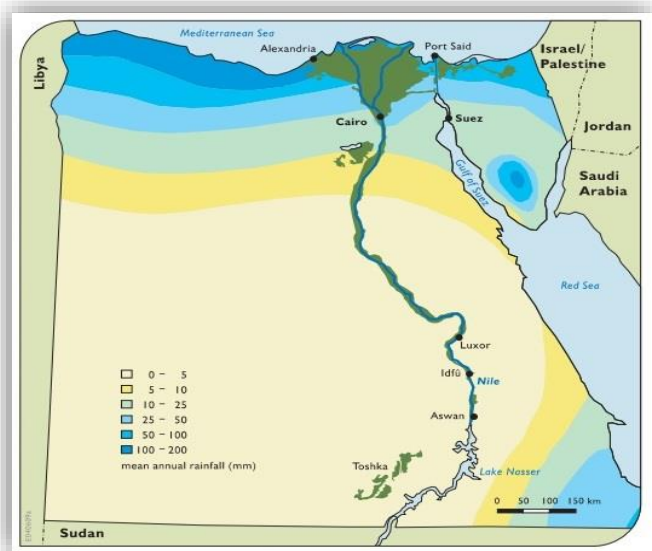 Mediterranean Sea
Alexandria
Port Said
Israel/
Palestine
Libya
Cairo
Suez
Jordan
Gulf of Suez
Saudi
Arabia
Red Sea
Luxor
Idfû
Nile
Aswan
0 – 5
5 – 10
10 – 25
25 – 50
50 – 100
100 – 200
mean annual rainfall (mm)
Toshka
Lake Nasser
0 50 100 150 km
Sudan